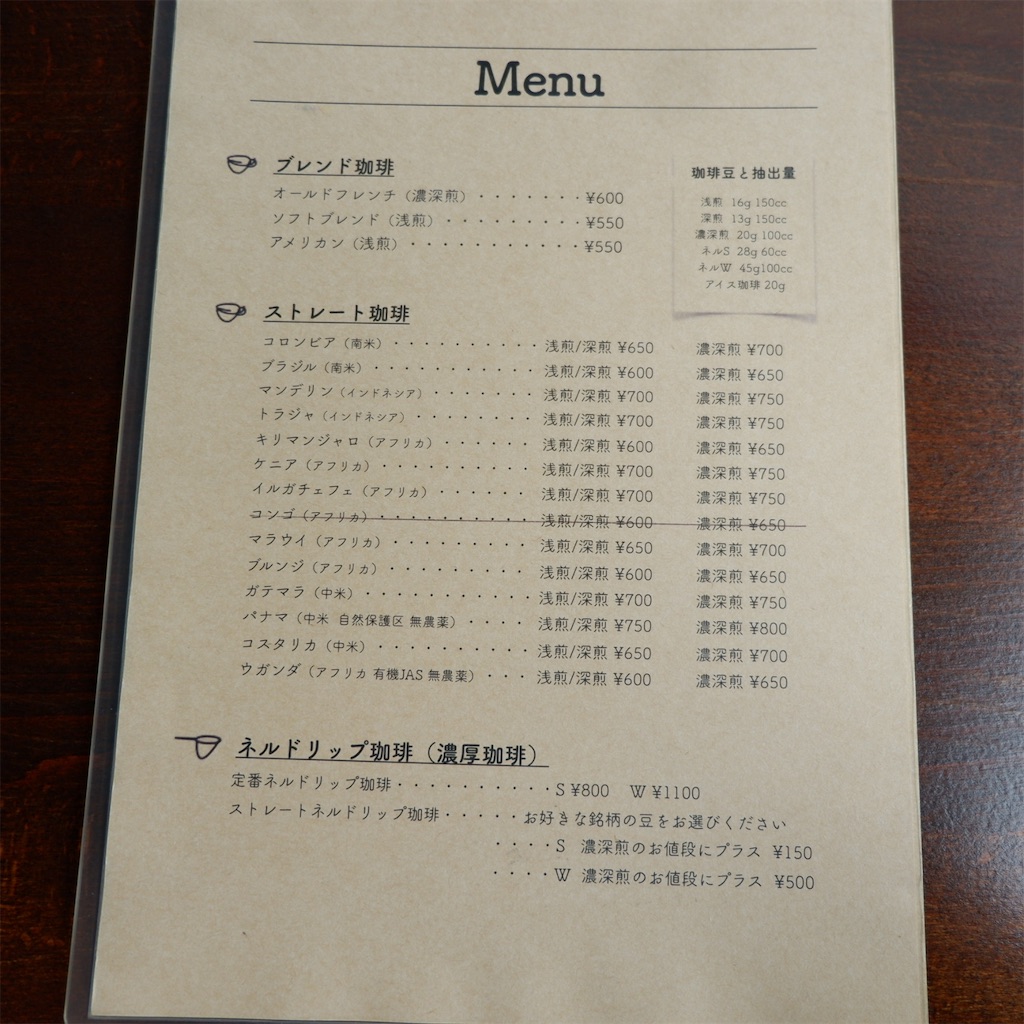 Menu
ブレンド珈琲
オールドフレンチ（濃深煎）・・・・・・・¥600
ソフトブレンド（浅煎）・・・・・・・・・¥550
アメリカン（浅煎）・・・・・・・・・・・¥550
珈琲豆と抽出量
浅煎 16g 150cc
深煎 13g 150cc
濃深煎 20g 100cc
ネルS 28g 60cc
ネルW 45g100cc
アイス珈琲 20g
ストレート珈琲
コロンビア（南米）・・・・・・・・・・ 浅煎/深煎 ¥650 濃深煎 ¥700
ブラジル（南米）・・・・・・・・・・・ 浅煎/深煎 ¥600 濃深煎 ¥650
マンデリン（インドネシア）・・・・・・・ 浅煎/深煎 ¥700 濃深煎 ¥750
トラジャ（インドネシア）・・・・・・・・ 浅煎/深煎 ¥700 濃深煎 ¥750
キリマンジャロ（アフリカ）・・・・・・ 浅煎/深煎 ¥600 濃深煎 ¥650
ケニア（アフリカ）・・・・・・・・・・ 浅煎/深煎 ¥700 濃深煎 ¥750
イルガチェフェ（アフリカ）・・・・・・ 浅煎/深煎 ¥700 濃深煎 ¥750
コンゴ（アフリカ）・・・・・・・・・・ 浅煎/深煎 ¥600 濃深煎 ¥650
マラウイ（アフリカ）・・・・・・・・・ 浅煎/深煎 ¥650 濃深煎 ¥700
ブルンジ（アフリカ）・・・・・・・・・ 浅煎/深煎 ¥600 濃深煎 ¥650
ガテマラ（中米）・・・・・・・・・・・ 浅煎/深煎 ¥700 濃深煎 ¥750
パナマ（中米 自然保護区 無農薬）・・・・ 浅煎/深煎 ¥750 濃深煎 ¥800
コスタリカ（中米）・・・・・・・・・・ 浅煎/深煎 ¥650 濃深煎 ¥700
ウガンダ（アフリカ 有機JAS 無農薬）・・・ 浅煎/深煎 ¥600 濃深煎 ¥650
ネルドリップ珈琲（濃厚珈琲）
定番ネルドリップ珈琲・・・・・・・・・・S ¥800 W ¥1100
ストレートネルドリップ珈琲・・・・・お好きな銘柄の豆をお選びください
・・・・S 濃深煎のお値段にプラス ¥150
・・・・W 濃深煎のお値段にプラス ¥500